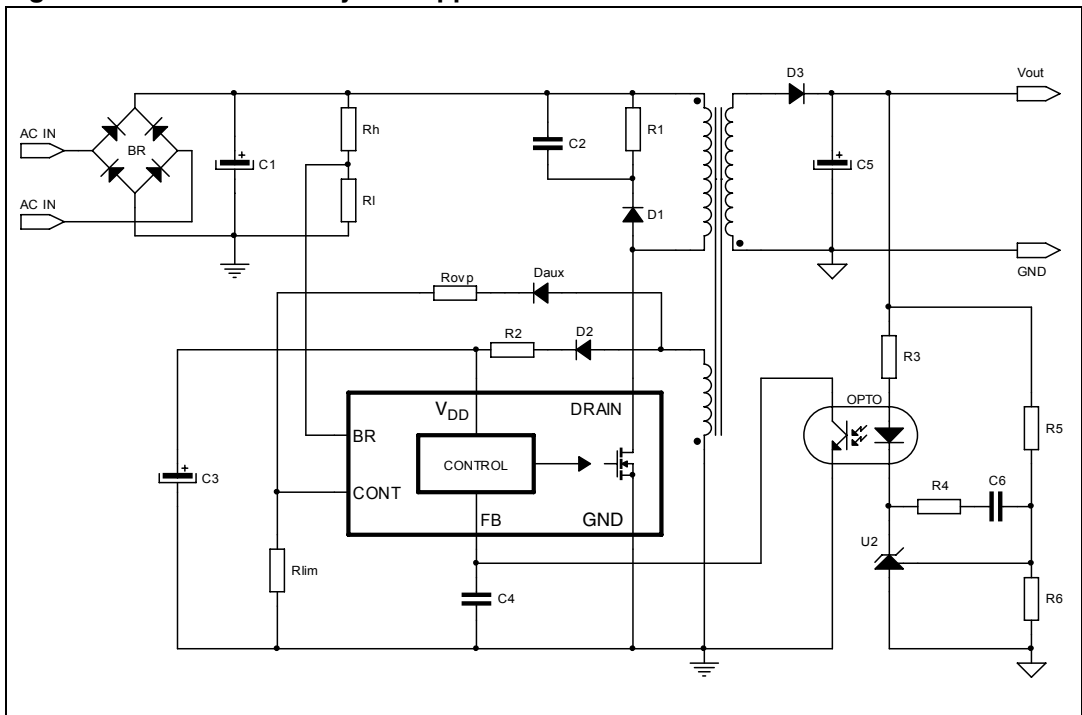 D3
Vout
AC IN
BR
C1
Rh
Rl
C2
R1
D1
C5
AC IN
GND
Rovp
Daux
R2
D2
R3
OPTO
VDD
DRAIN
BR
CONTROL
CONT
FB
GND
C3
R5
R4
C6
U2
Rlim
C4
R6